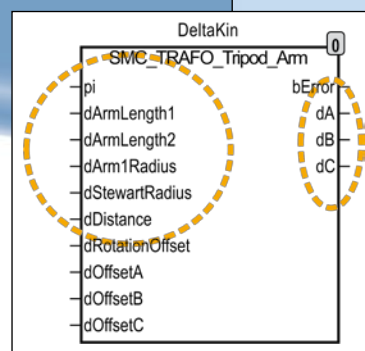 DeltaKin
0
SMC_TRAFO_Tripod_Arm
pi bError
dArmLength1 dA
dArmLength2 dB
dArm1Radius dC
dStewartRadius
dDistance
dRotationOffset
dOffsetA
dOffsetB
dOffsetC